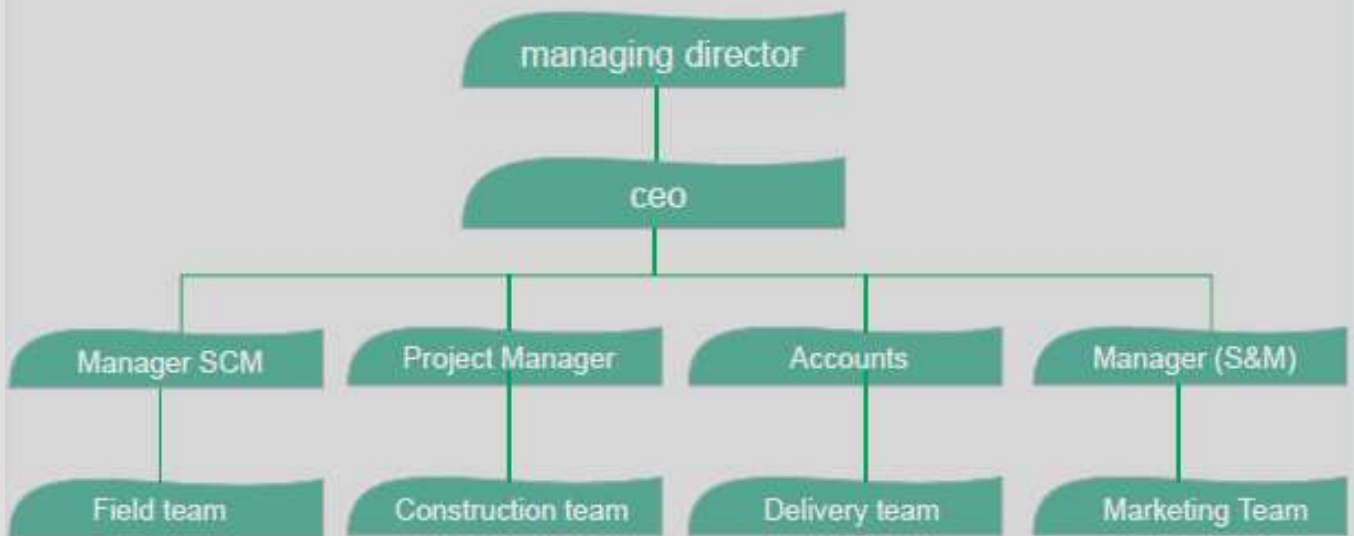 managing director
ceo
Manager SCM
Project Manager
Accounts
Manager (S&M)
Field team
Construction team
Delivery team
Marketing Team